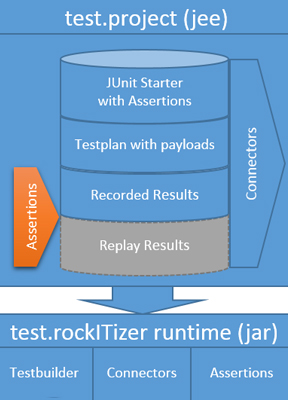 test.project (jee)
JUnit Starter
with Assertions
Testplan with payloads
Recorded Results
Replay Results
Assertions
Connectors
test.rockITizer runtime (jar)
Testbuilder
Connectors
Assertions